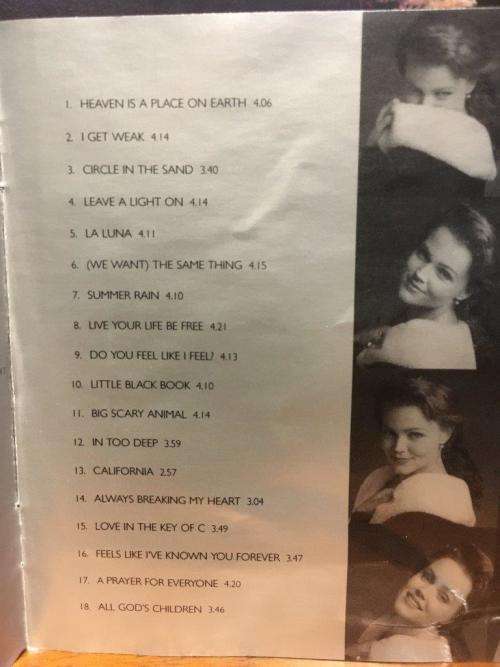 1. HEAVEN IS A PLACE ON EARTH 4.06
2. I GET WEAK 4.14
3. CIRCLE IN THE SAND 3.40
4. LEAVE A LIGHT ON 4.14
5. LA LUNA 4.11
6. (WE WANT) THE SAME THING 4.15
7. SUMMER RAIN 4.10
8. LIVE YOUR LIFE BE FREE 4.21
9. DO YOU FEEL LIKE I FEEL? 4.13
10. LITTLE BLACK BOOK 4.10
11. BIG SCARY ANIMAL 4.14
12. IN TOO DEEP 3.59
13. CALIFORNIA 2.57
14. ALWAYS BREAKING MY HEART 3.04
15. LOVE IN THE KEY OF C 3.49
16. FEELS LIKE I'VE KNOWN YOU FOREVER 3.47
17. A PRAYER FOR EVERYONE 4.20
18. ALL GOD'S CHILDREN 3.46